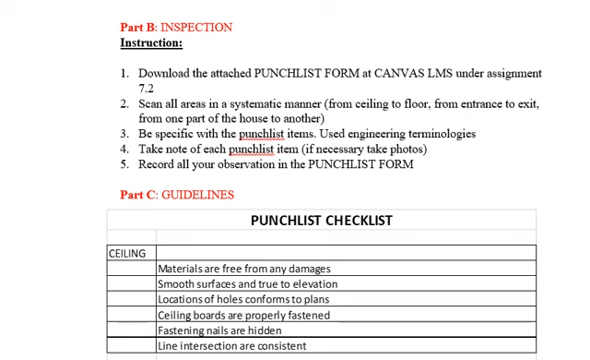 Part B: INSPECTION
Instruction:
1. Download the attached PUNCHLIST FORM at CANVAS LMS under assignment
7.2
2. Scan all areas in a systematic manner (from ceiling to floor, from entrance to exit,
from one part of the house to another)
3. Be specific with the punchlist items. Used engineering terminologies
4. Take note of each punchlist item (if necessary take photos)
5. Record all your observation in the PUNCHLIST FORM
Part C: GUIDELINES
PUNCHLIST CHECKLIST
CEILING
Materials are free from any damages
Smooth surfaces and true to elevation
Locations of holes conforms to plans
Ceiling boards are properly fastened
Fastening nails are hidden
Line intersection are consistent